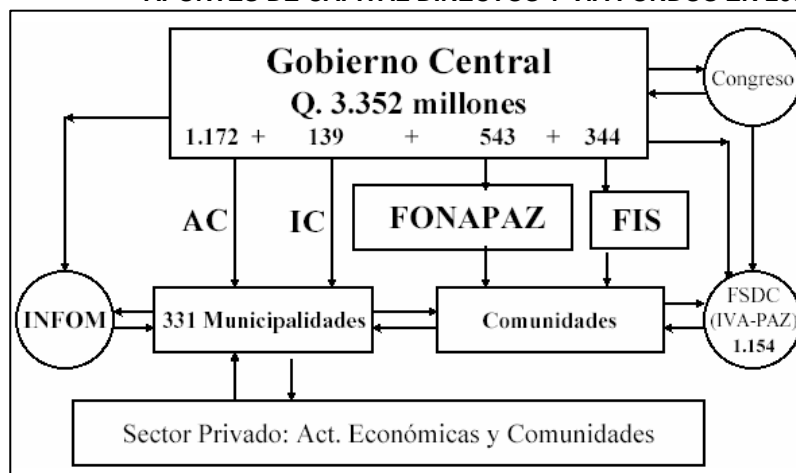 Gobierno Central
Q. 3.352 millones
1.172 + 139 + 543 + 344
Congreso
AC
IC
FONAPAZ
FIS
INFOM
331 Municipalidades
Comunidades
FSDC
(IVA-PAZ)
1.154
Sector Privado: Act. Económicas y Comunidades